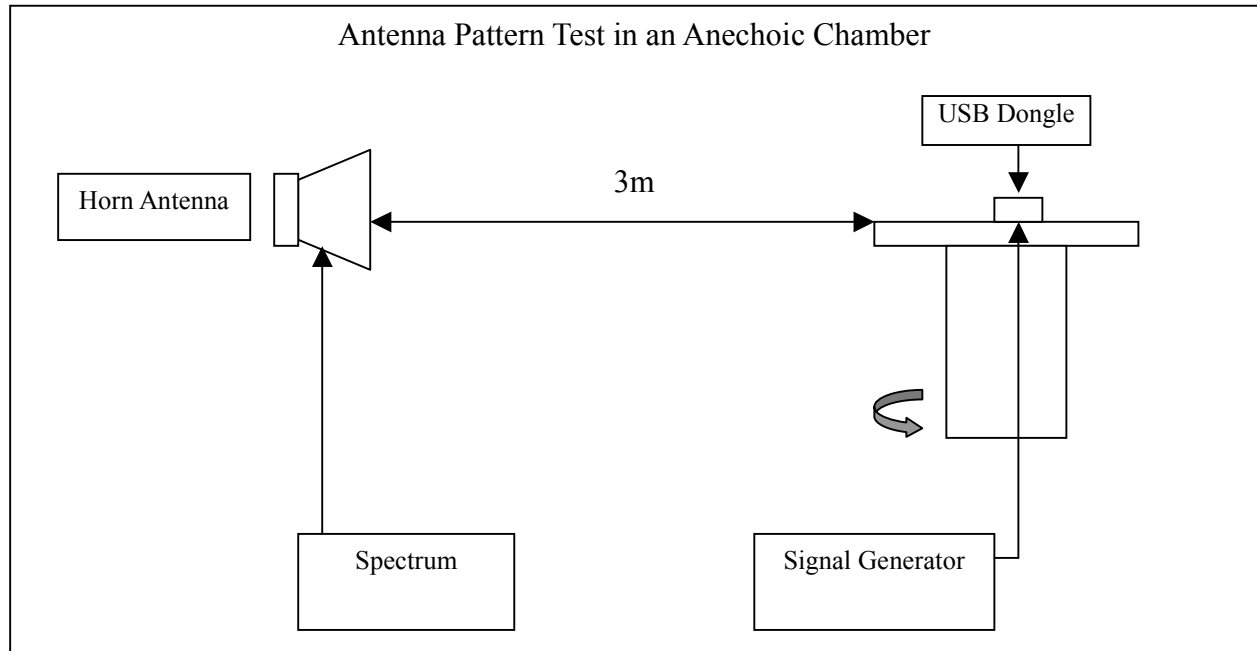 Antenna Pattern Test in an Anechoic Chamber
USB Dongle
Horn Antenna
3m
Spectrum
Signal Generator